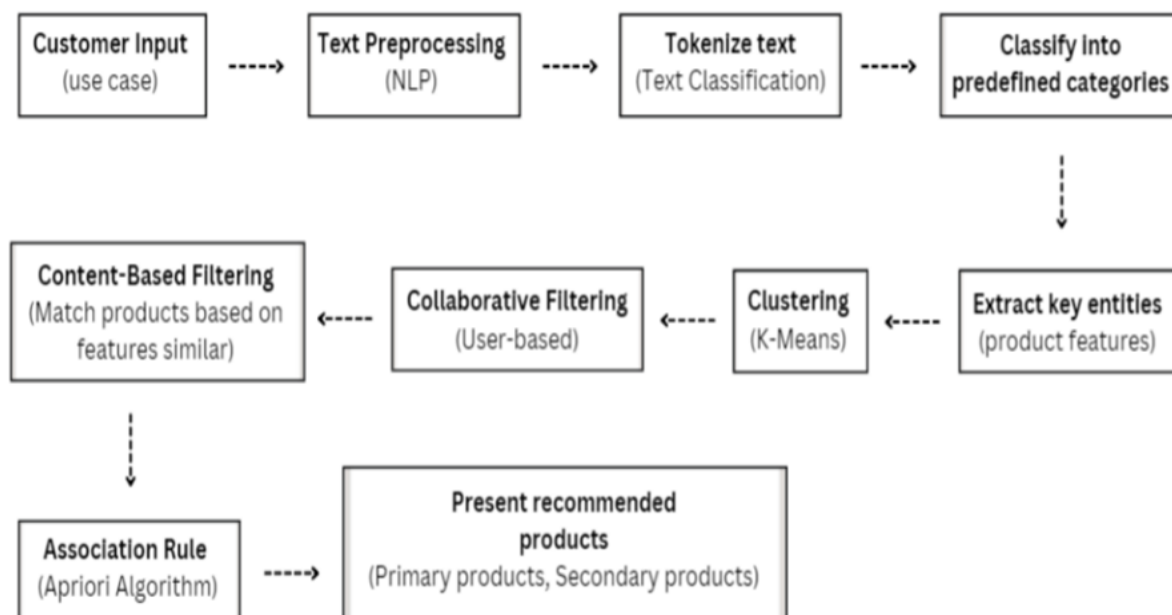 Customer Input
(use case)
Text Preprocessing
(NLP)
Tokenize text
(Text Classification)
Classify into
predefined categories
Extract key entities
(product features)
Clustering
(K-Means)
Collaborative Filtering
(User-based)
Content-Based Filtering
(Match products based on
features similar)
Association Rule
(Apriori Algorithm)
Present recommended
products
(Primary products, Secondary products)